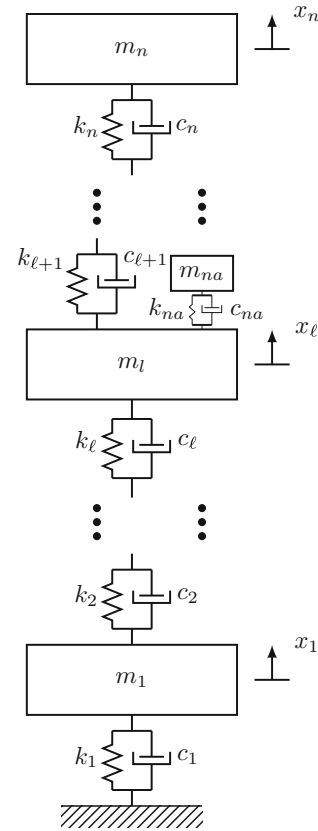 m_n x_n
k_n c_n
k_{ℓ+1} c_{ℓ+1} m_{na}
k_{na} c_{na}
m_l x_ℓ
k_ℓ c_ℓ
k_2 c_2
m_1 x_1
k_1 c_1